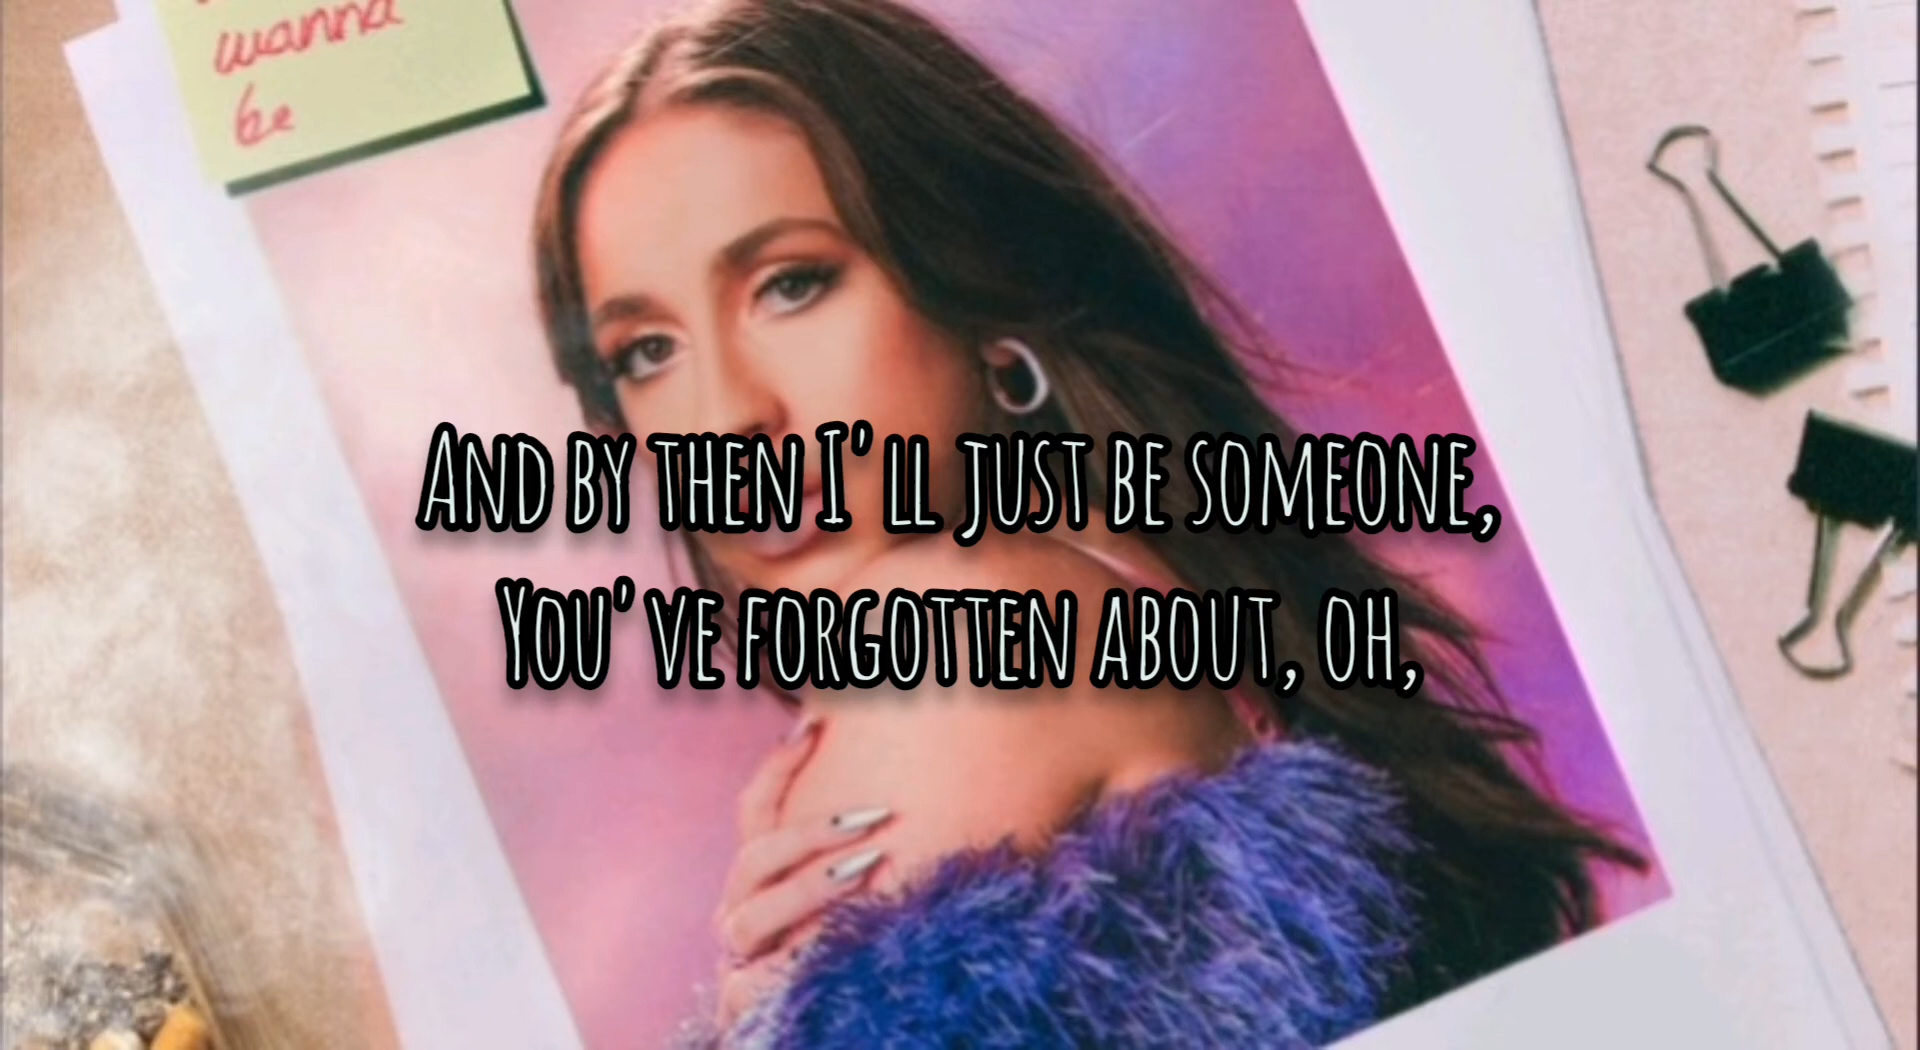 wanna
be
And by then I'll just be someone,
You've forgotten about, oh,